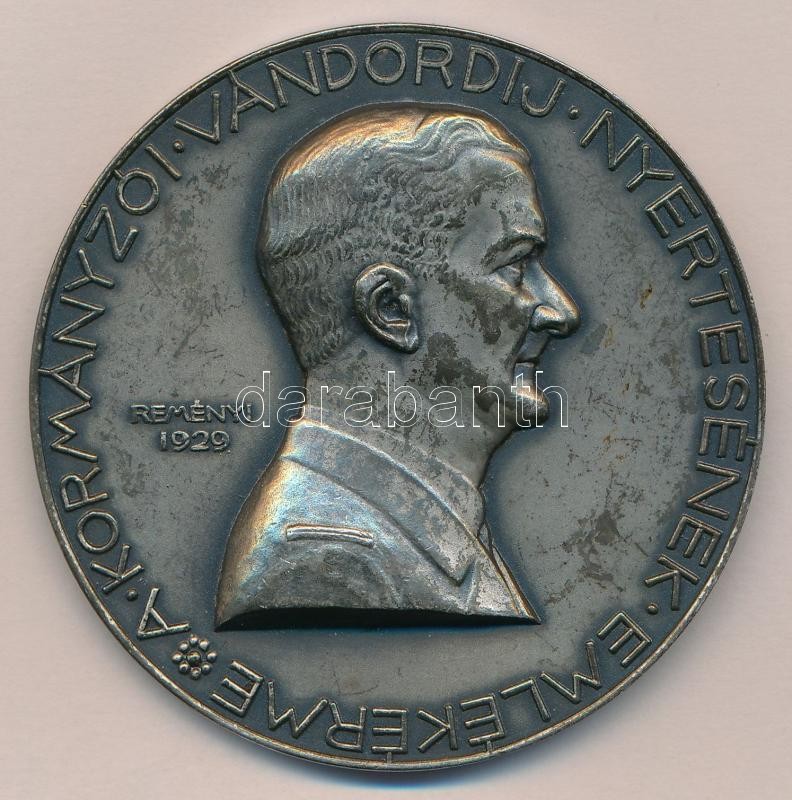 A · KORMÁNYZÓI · VÁNDORDIJ · NYERTESÉNEK · EMLÉKÉRME
REMÉNYI
1929
darabanth